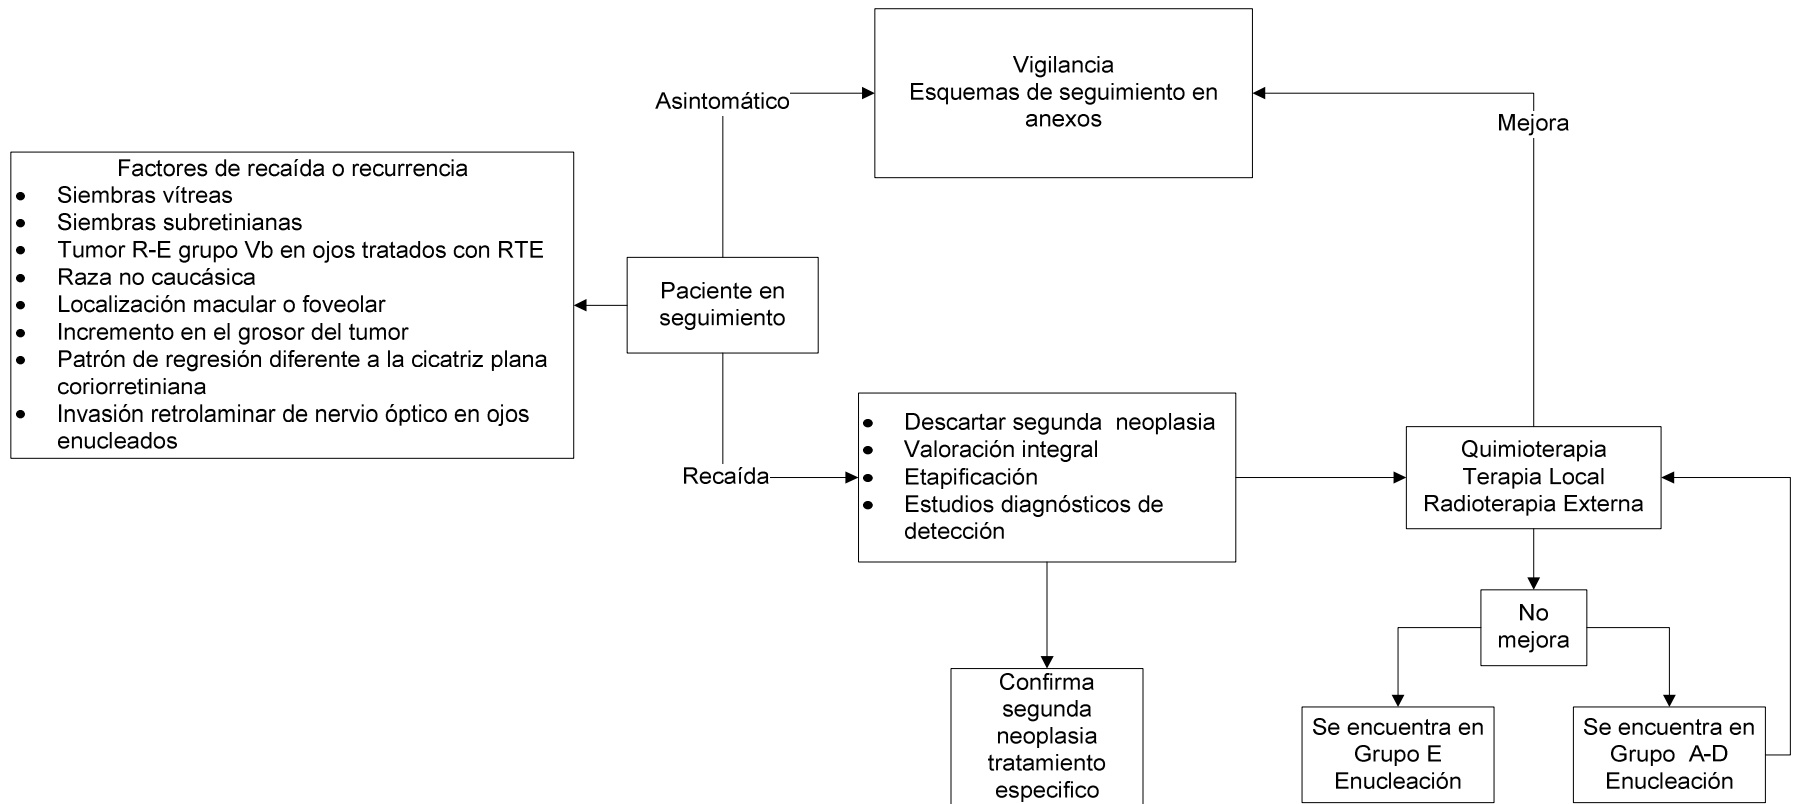 Vigilancia
Esquemas de seguimiento en
anexos
Asintomático
Mejora
Factores de recaída o recurrencia
• Siembras vítreas
• Siembras subretinianas
• Tumor R-E grupo Vb en ojos tratados con RTE
• Raza no caucásica
• Localización macular o foveolar
• Incremento en el grosor del tumor
• Patrón de regresión diferente a la cicatriz plana
coriorretiniana
• Invasión retrolaminar de nervio óptico en ojos
enucleados
Paciente en
seguimiento
Recaída
• Descartar segunda neoplasia
• Valoración integral
• Etapificación
• Estudios diagnósticos de
detección
Quimioterapia
Terapia Local
Radioterapia Externa
No
mejora
Confirma
segunda
neoplasia
tratamiento
especifico
Se encuentra en
Grupo E
Enucleación
Se encuentra en
Grupo A-D
Enucleación